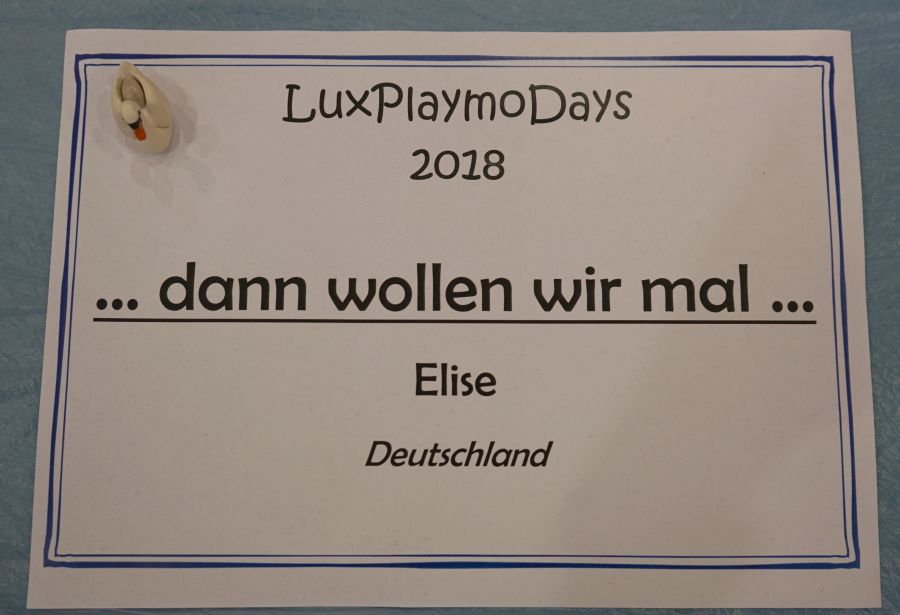 LuxPlaymoDays
2018
... dann wollen wir mal ...
Elise
Deutschland